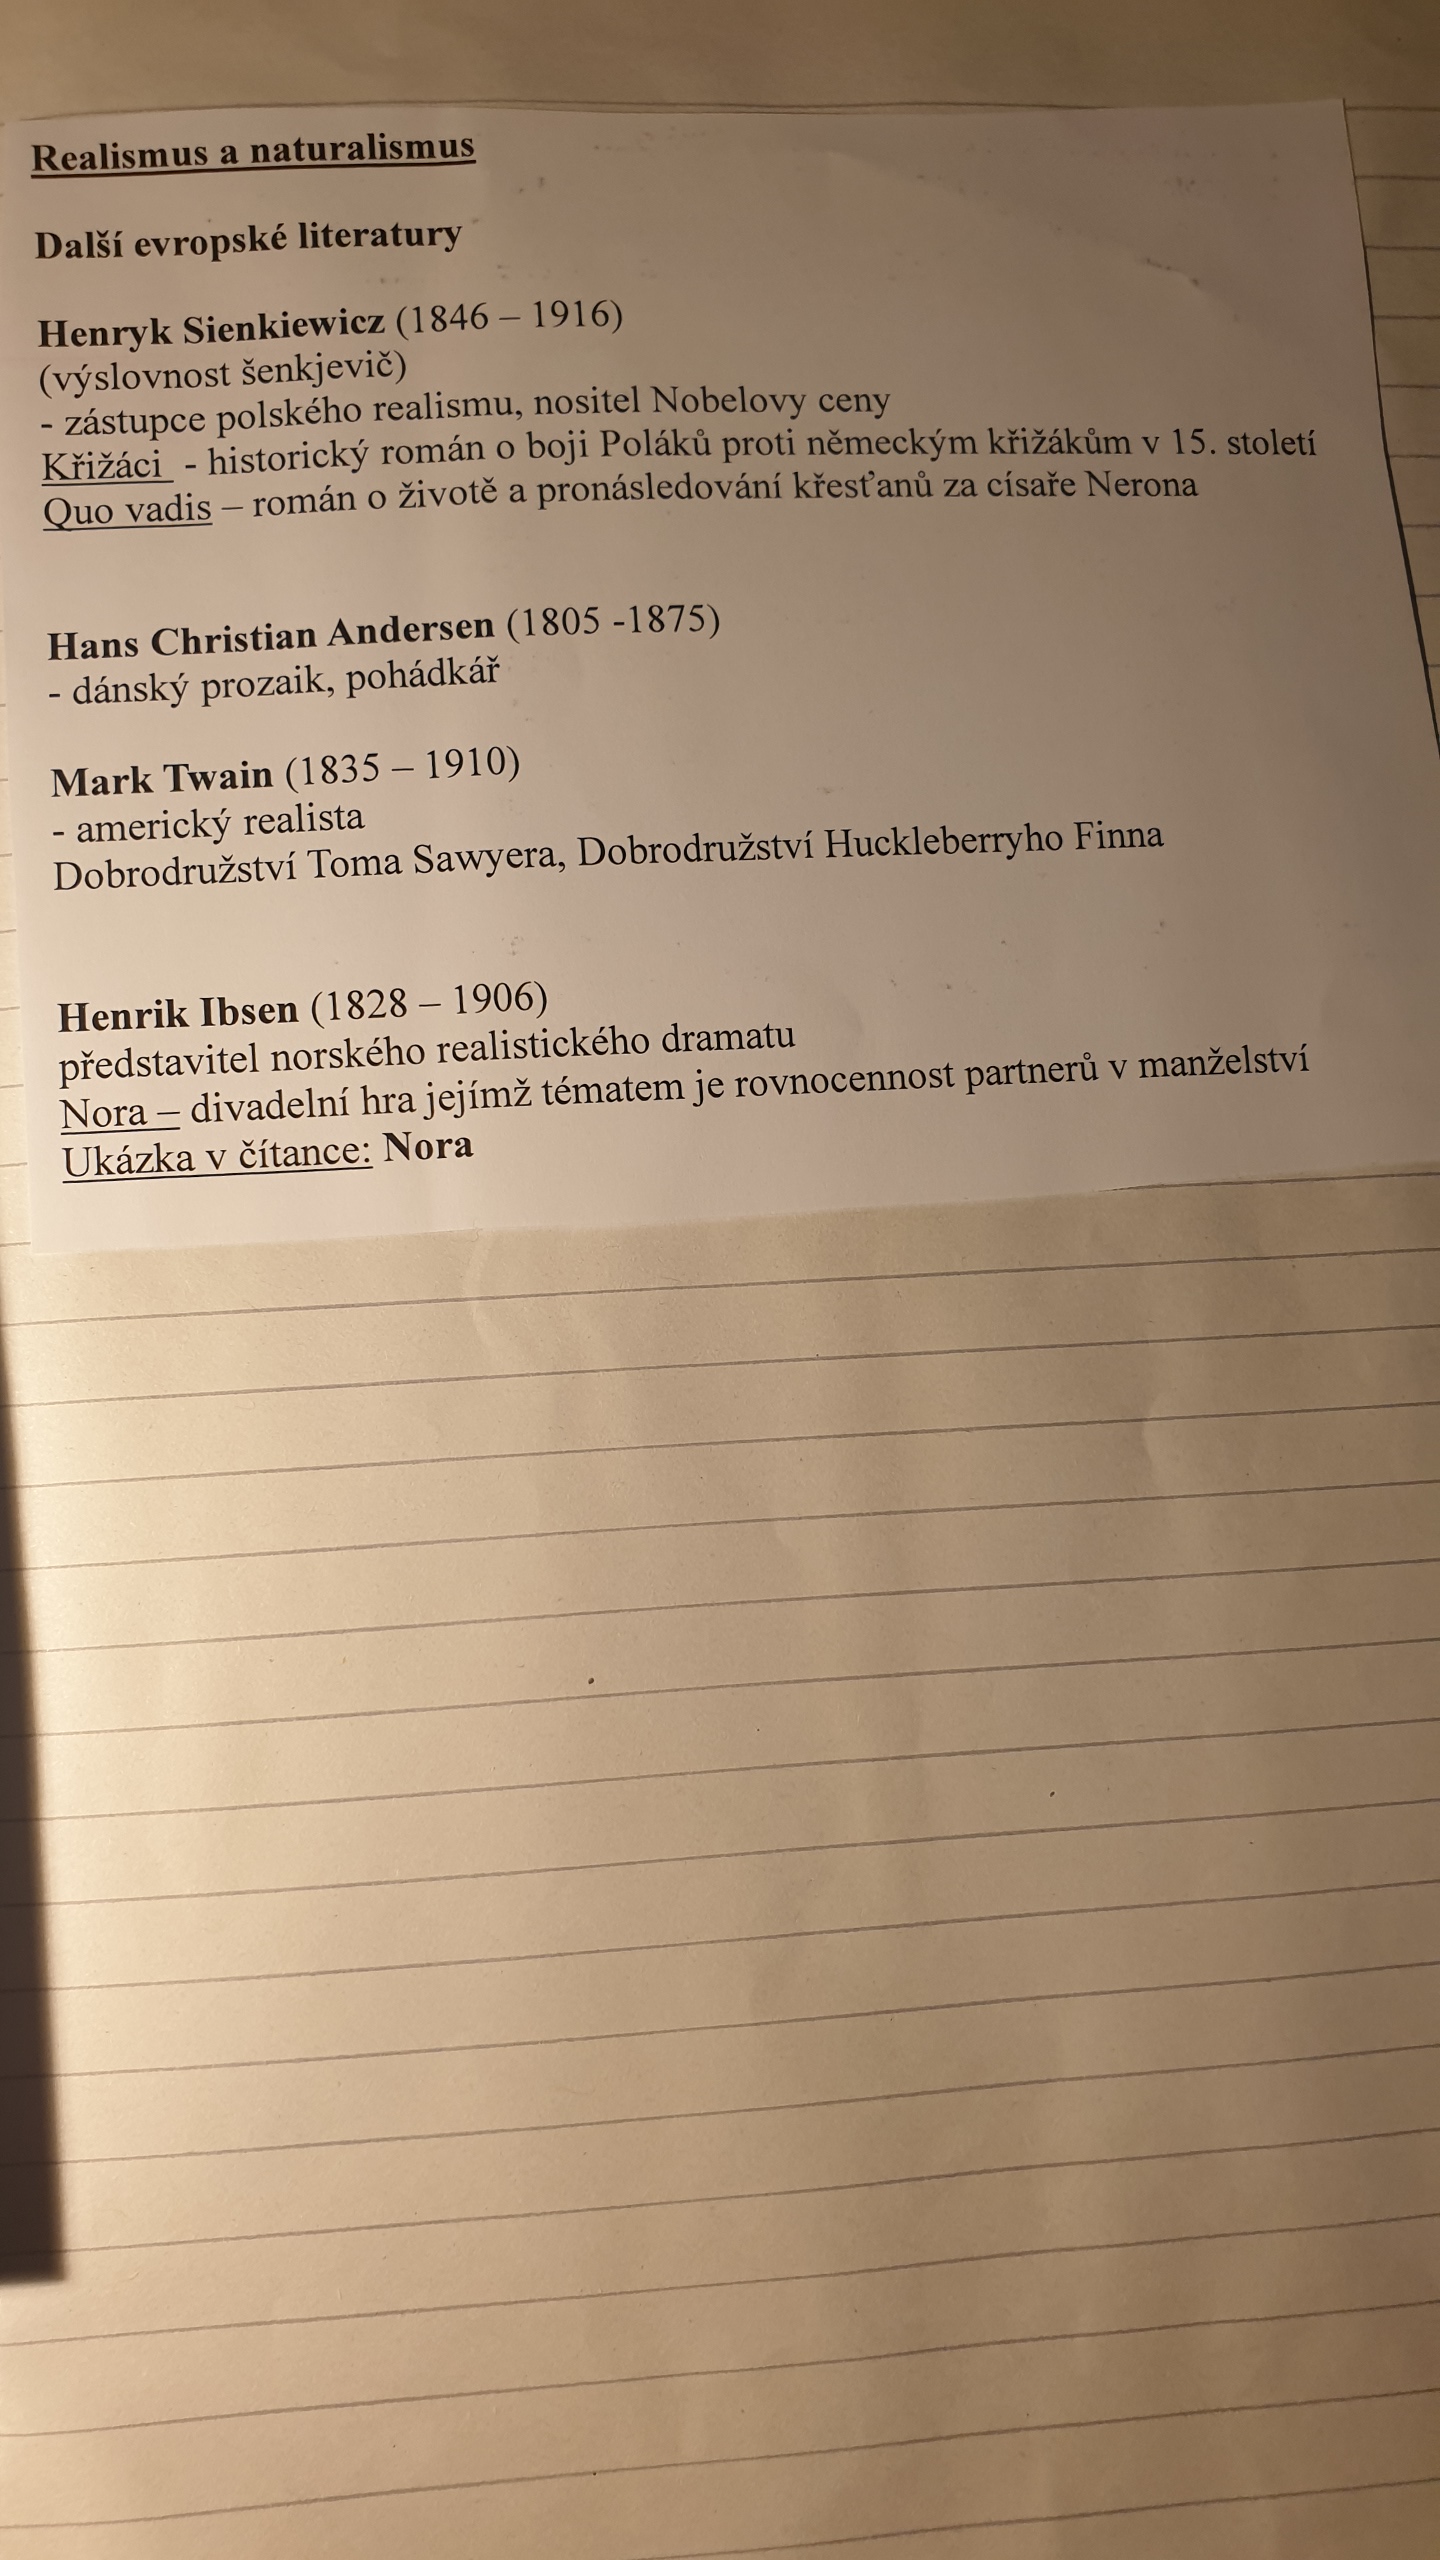 Realismus a naturalismus
Další evropské literatury
Henryk Sienkiewicz (1846 – 1916)
(výslovnost šenkjevič)
- zástupce polského realismu, nositel Nobelovy ceny
Křižáci - historický román o boji Poláků proti německým křižákům v 15. století
Quo vadis – román o životě a pronásledování křesťanů za císaře Nerona
Hans Christian Andersen (1805 -1875)
- dánský prozaik, pohádkář
Mark Twain (1835 – 1910)
- americký realista
Dobrodružství Toma Sawyera, Dobrodružství Huckleberryho Finna
Henrik Ibsen (1828 – 1906)
představitel norského realistického dramatu
Nora – divadelní hra jejímž tématem je rovnocennost partnerů v manželství
Ukázka v čítance: Nora